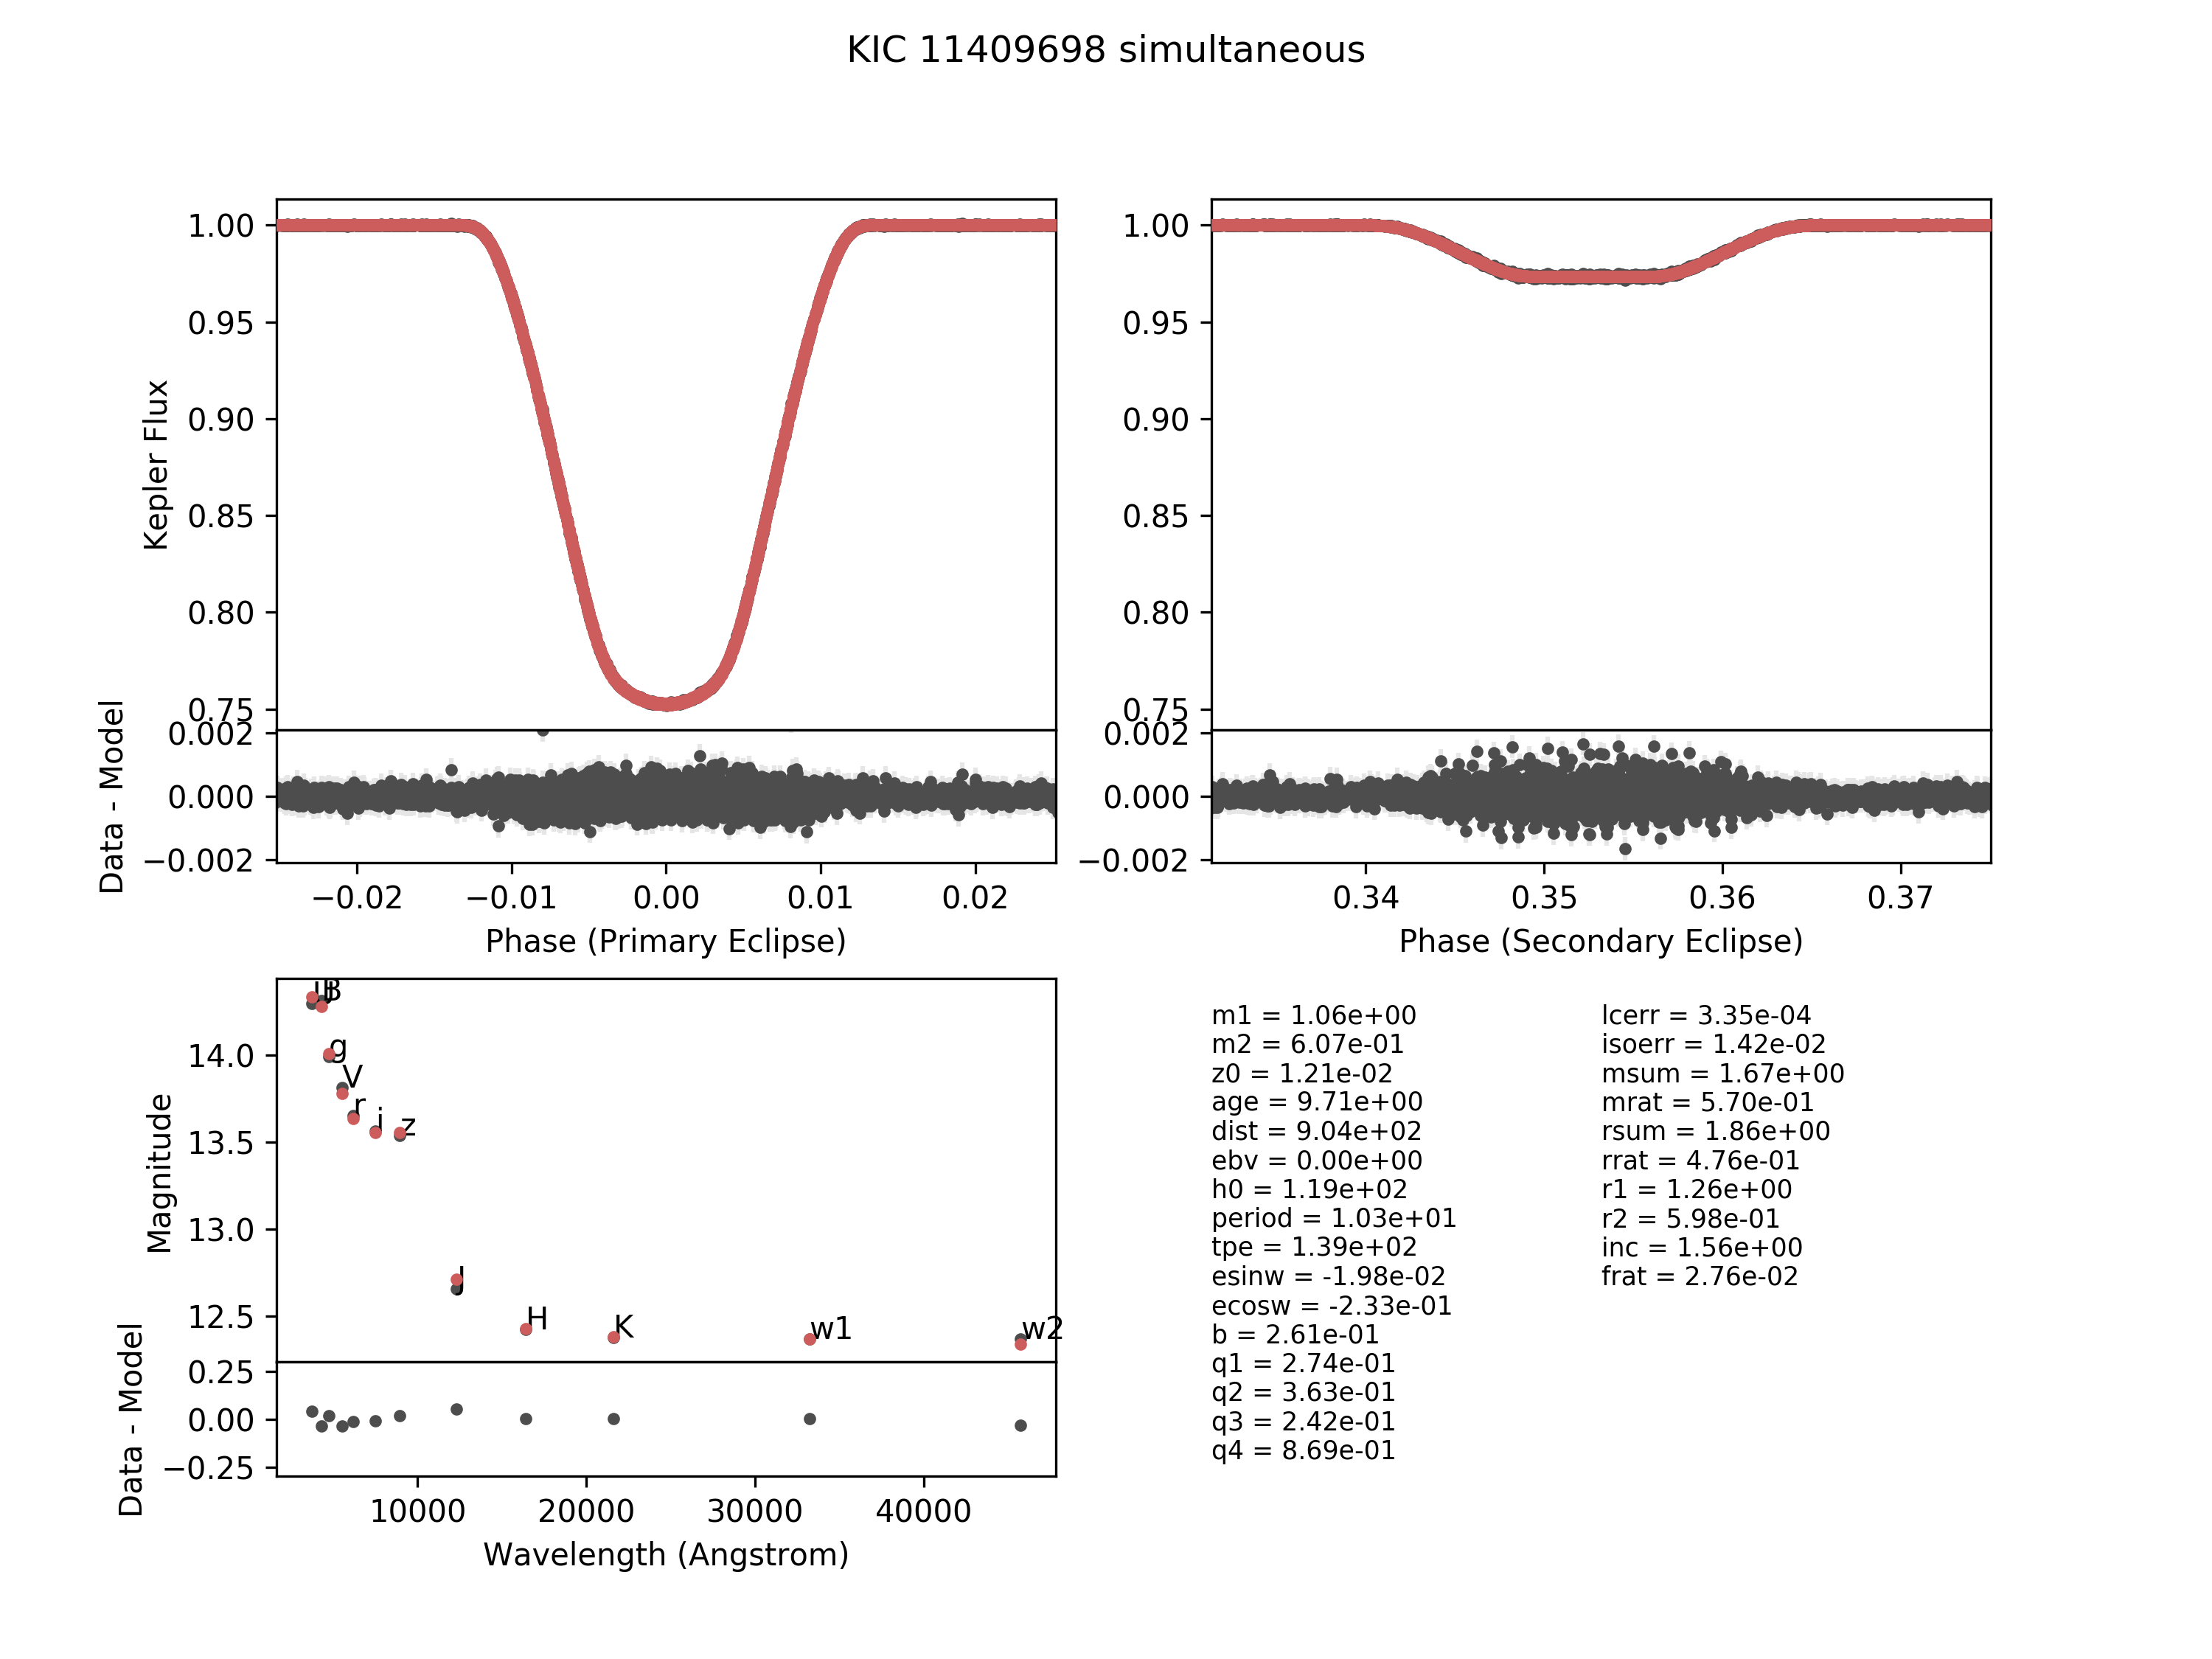 KIC 11409698 simultaneous
1.00
0.95
0.90
0.85
0.80
0.75
Kepler Flux
0.002
0.000
−0.002
Data - Model
−0.02 −0.01 0.00 0.01 0.02
Phase (Primary Eclipse)
1.00
0.95
0.90
0.85
0.80
0.75
0.002
0.000
−0.002
0.34 0.35 0.36 0.37
Phase (Secondary Eclipse)
14.0
13.5
13.0
12.5
Magnitude
U B
g
V
r
i
z
J
H
K
w1
w2
0.25
0.00
−0.25
Data - Model
10000 20000 30000 40000
Wavelength (Angstrom)
m1 = 1.06e+00
m2 = 6.07e-01
z0 = 1.21e-02
age = 9.71e+00
dist = 9.04e+02
ebv = 0.00e+00
h0 = 1.19e+02
period = 1.03e+01
tpe = 1.39e+02
esinw = -1.98e-02
ecosw = -2.33e-01
b = 2.61e-01
q1 = 2.74e-01
q2 = 3.63e-01
q3 = 2.42e-01
q4 = 8.69e-01
lcerr = 3.35e-04
isoerr = 1.42e-02
msum = 1.67e+00
mrat = 5.70e-01
rsum = 1.86e+00
rrat = 4.76e-01
r1 = 1.26e+00
r2 = 5.98e-01
inc = 1.56e+00
frat = 2.76e-02